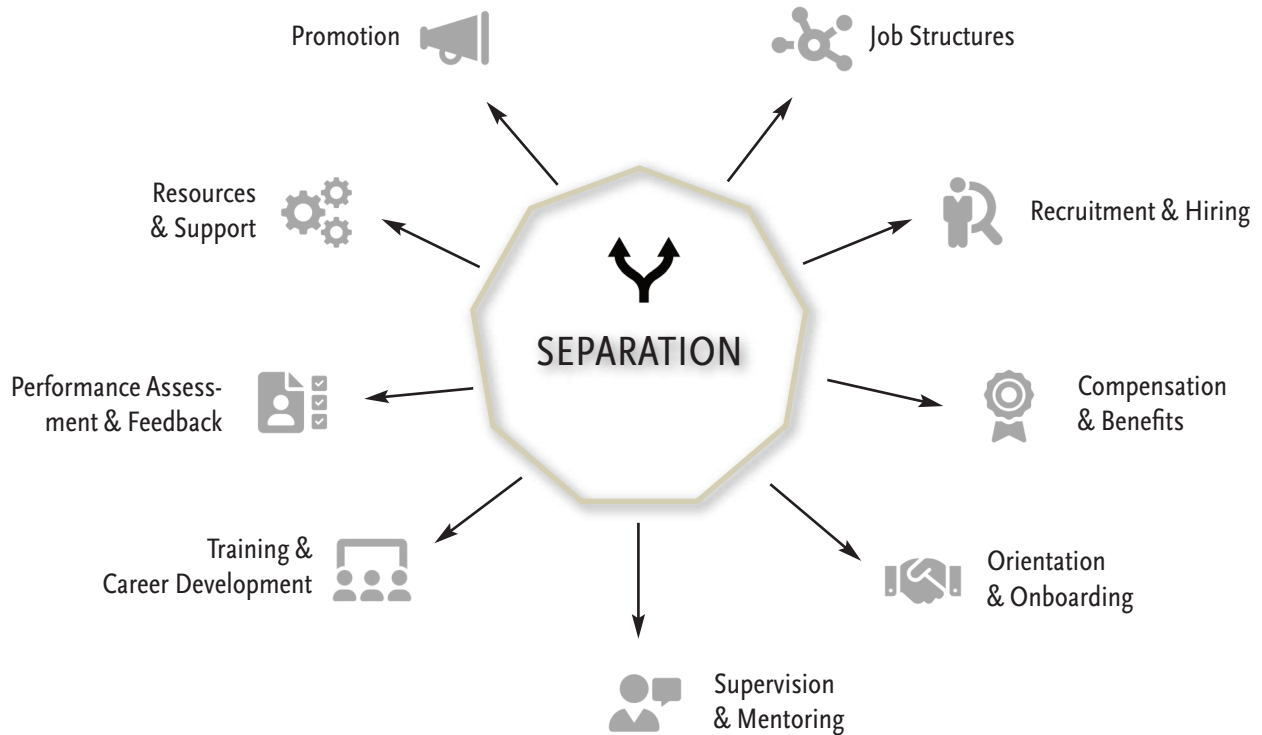 Promotion
Job Structures
Resources
& Support
Recruitment & Hiring
SEPARATION
Performance Assess-
ment & Feedback
Compensation
& Benefits
Training &
Career Development
Orientation
& Onboarding
Supervision
& Mentoring